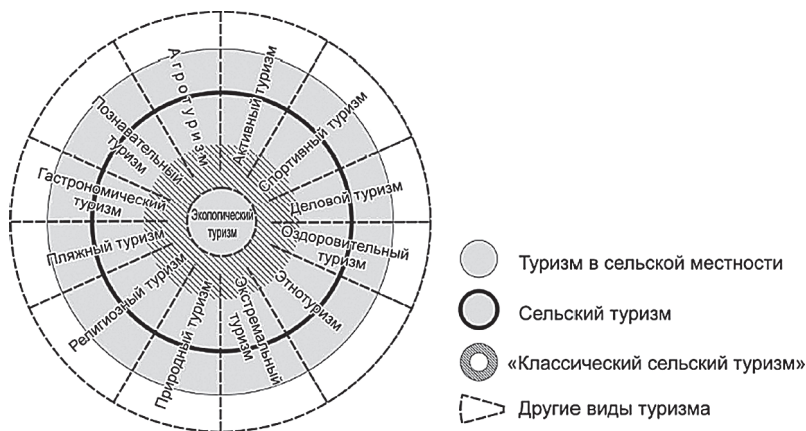 Агротуризм
Активный туризм
Спортивный туризм
Деловой туризм
Оздоровительный
туризм
Этнотуризм
Экстремальный
туризм
Природный туризм
Религиозный туризм
Пляжный туризм
Гастрономический
туризм
Познавательный
туризм
Экологический
туризм
Туризм в сельской местности
Сельский туризм
«Классический сельский туризм»
Другие виды туризма